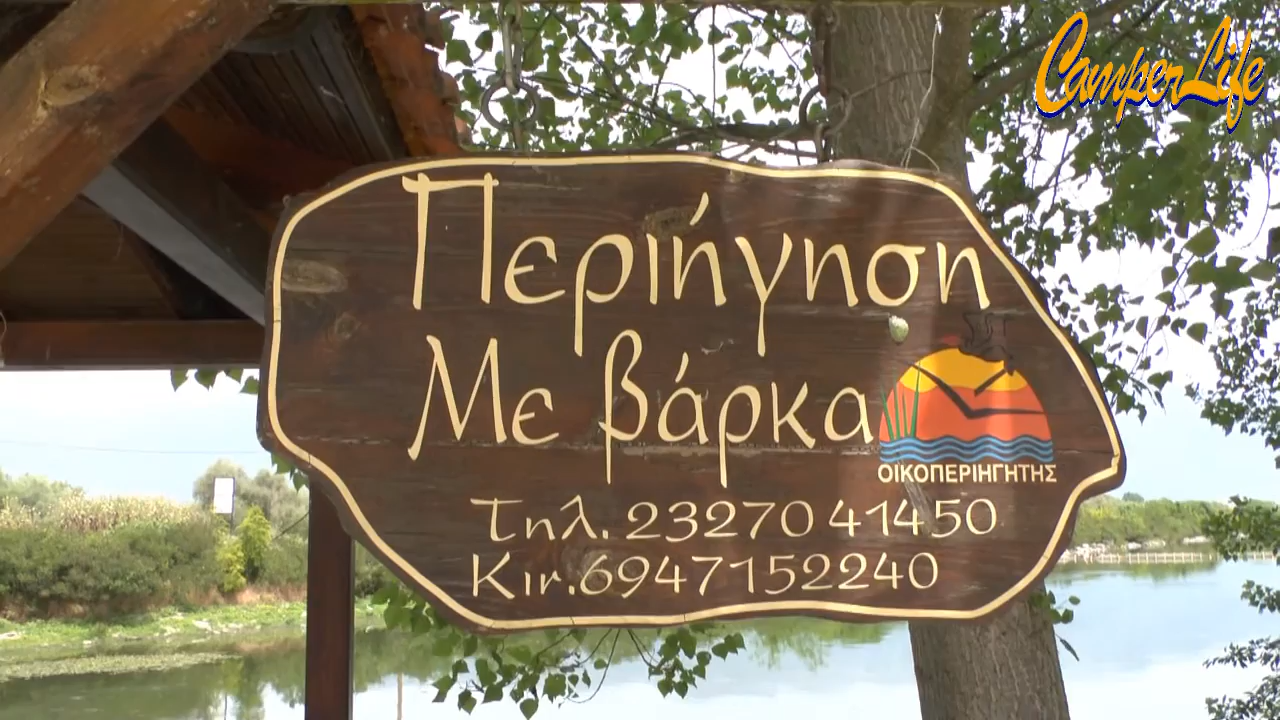 CamperLife
Περιήγηση
Με βάρκα
ΟΙΚΟΠΕΡΙΗΓΗΤΗΣ
Τηλ. 23270 41450
Κιν. 6947152240